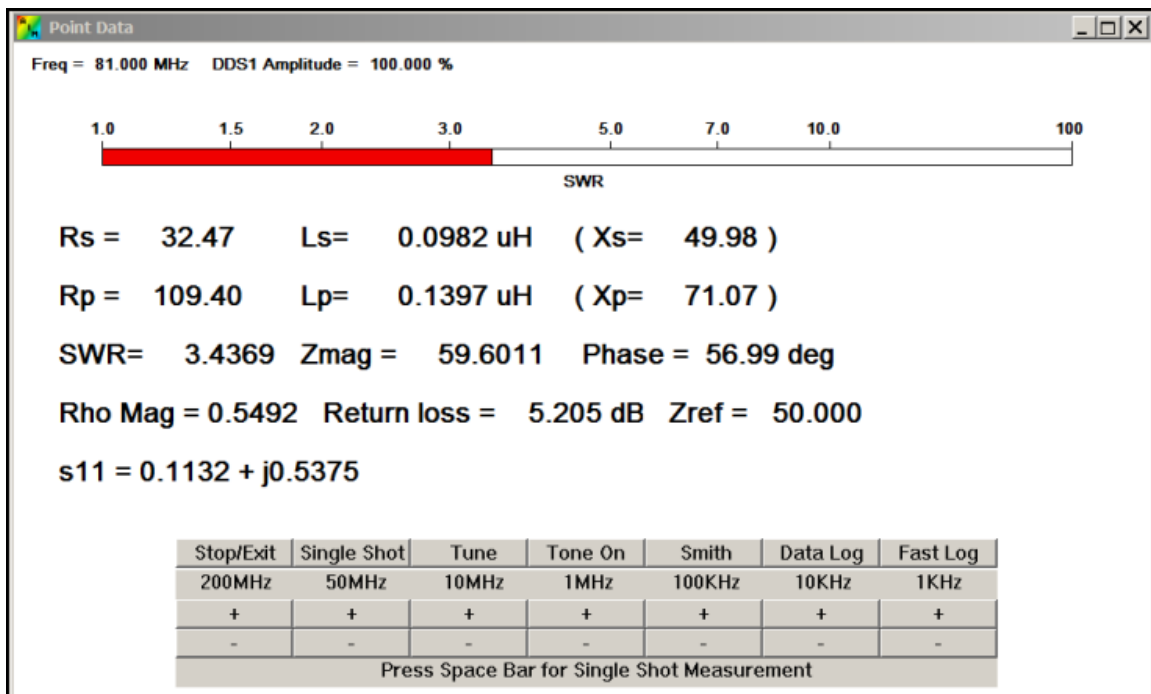 Point Data
Freq = 81.000 MHz DDS1 Amplitude = 100.000 %
1.0 1.5 2.0 3.0 5.0 7.0 10.0 100
SWR
Rs = 32.47 Ls= 0.0982 uH ( Xs= 49.98 )
Rp = 109.40 Lp= 0.1397 uH ( Xp= 71.07 )
SWR= 3.4369 Zmag = 59.6011 Phase = 56.99 deg
Rho Mag = 0.5492 Return loss = 5.205 dB Zref = 50.000
s11 = 0.1132 + j0.5375
Stop/Exit Single Shot Tune Tone On Smith Data Log Fast Log
200MHz 50MHz 10MHz 1MHz 100KHz 10KHz 1KHz
+ + + + + + +
- - - - - - -
Press Space Bar for Single Shot Measurement